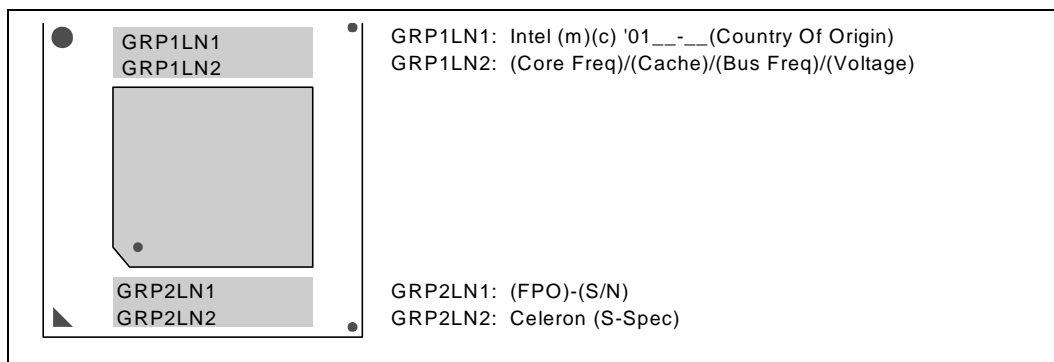 GRP1LN1
GRP1LN2
GRP1LN1: Intel (m)(c) '01__-__(Country Of Origin)
GRP1LN2: (Core Freq)/(Cache)/(Bus Freq)/(Voltage)
GRP2LN1
GRP2LN2
GRP2LN1: (FPO)-(S/N)
GRP2LN2: Celeron (S-Spec)